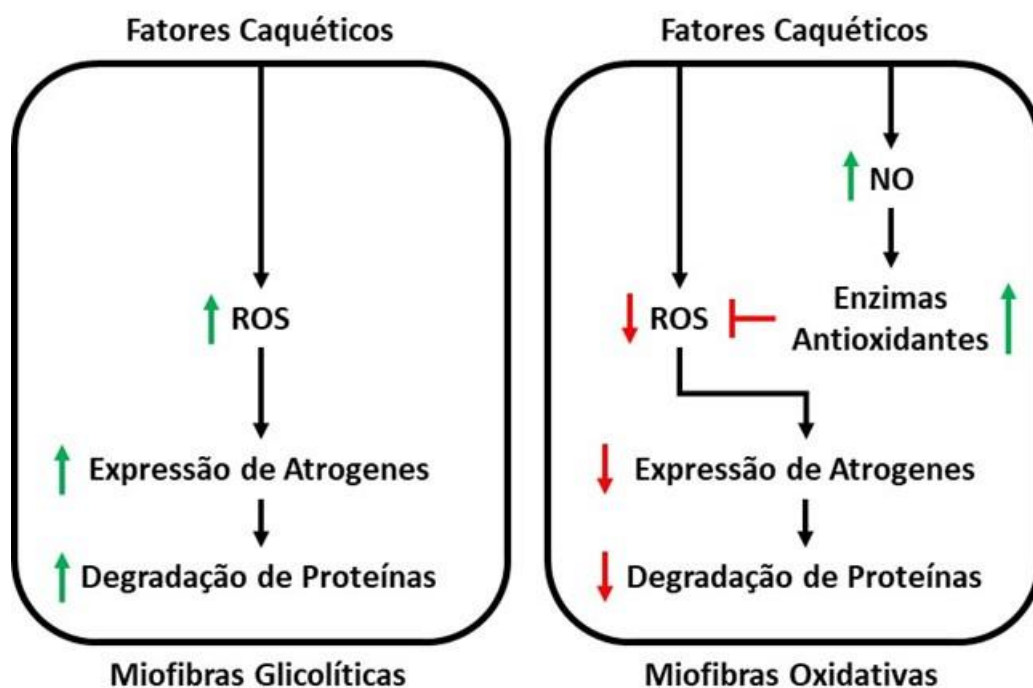 Fatores Caquéticos
ROS
Expressão de Atrogenes
Degradação de Proteínas
Miofibras Glicolíticas
Fatores Caquéticos
NO
Enzimas
Antioxidantes
ROS
Expressão de Atrogenes
Degradação de Proteínas
Miofibras Oxidativas